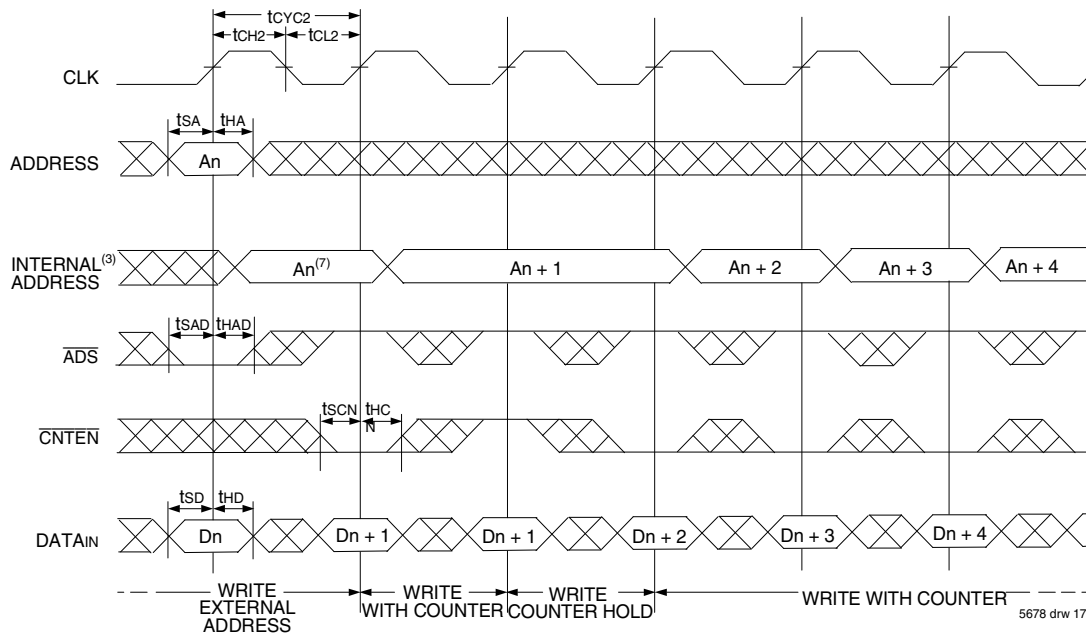 tCYC2
tCH2 tCL2
CLK
tSA tHA
ADDRESS An
INTERNAL(3)
ADDRESS An(7) An + 1 An + 2 An + 3 An + 4
tSAD tHAD
ADS
tSCN tHC
N
CNTEN
tSD tHD
DATAIN Dn Dn + 1 Dn + 1 Dn + 2 Dn + 3 Dn + 4
WRITE
EXTERNAL
ADDRESS
WRITE
WITH COUNTER
WRITE
COUNTER HOLD
WRITE WITH COUNTER
5678 drw 17